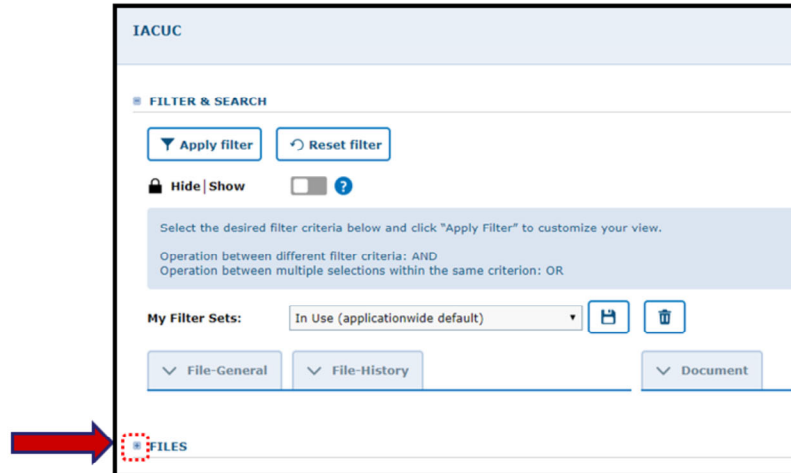 IACUC
FILTER & SEARCH
Apply filter
Reset filter
Hide|Show
?
Select the desired filter criteria below and click "Apply Filter" to customize your view.
Operation between different filter criteria: AND
Operation between multiple selections within the same criterion: OR
My Filter Sets:
In Use (applicationwide default)
File-General
File-History
Document
FILES